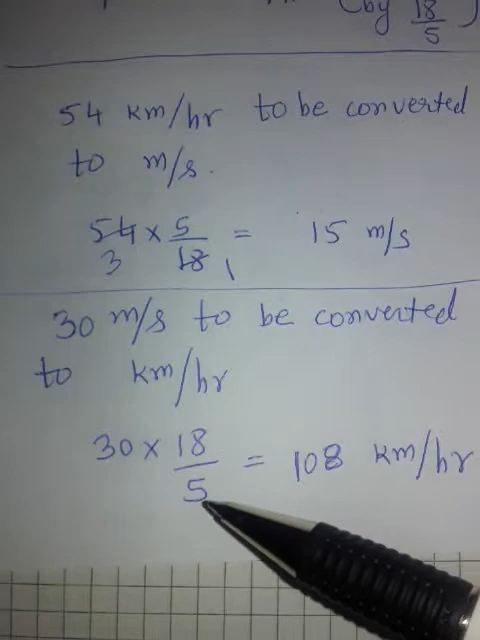 (by 18/5)
54 km/hr to be converted
to m/s.
54 × 5/18 = 15 m/s
3 1
30 m/s to be converted
to km/hr
30 × 18/5 = 108 km/hr